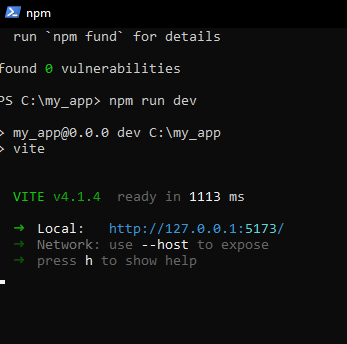 npm
run `npm fund` for details
found 0 vulnerabilities
PS C:\my_app> npm run dev
> my_app@0.0.0 dev C:\my_app
> vite
VITE v4.1.4 ready in 1113 ms
➜ Local: http://127.0.0.1:5173/
➜ Network: use --host to expose
➜ press h to show help